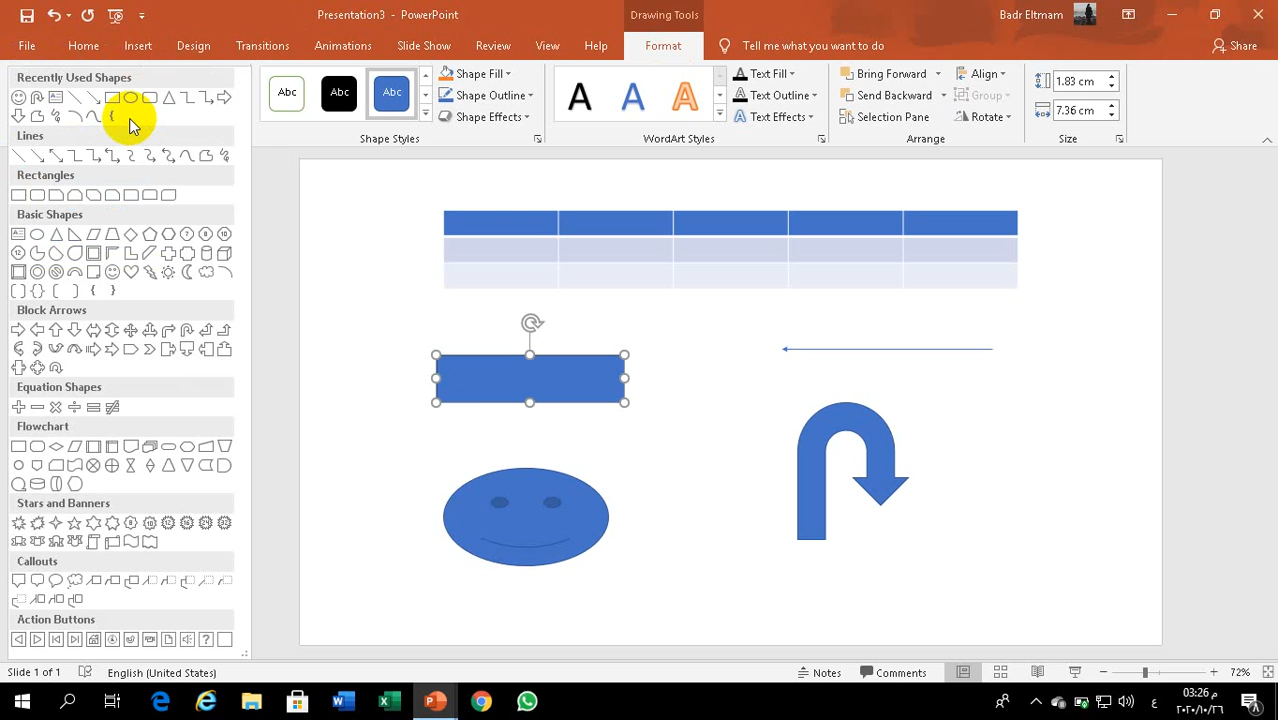 Presentation3 - PowerPoint
Drawing Tools
Badr Eltmam
File Home Insert Design Transitions Animations Slide Show Review View Help Format Tell me what you want to do Share
Recently Used Shapes
Lines
Rectangles
Basic Shapes
Block Arrows
Equation Shapes
Flowchart
Stars and Banners
Callouts
Action Buttons
Abc Abc Abc
Shape Fill
Shape Outline
Shape Effects
Shape Styles
A A A
Text Fill
Text Outline
Text Effects
WordArt Styles
Bring Forward
Send Backward
Selection Pane
Align
Group
Rotate
Arrange
1.83 cm
7.36 cm
Size
Slide 1 of 1 English (United States) Notes Comments 72%
ع
03:26 م